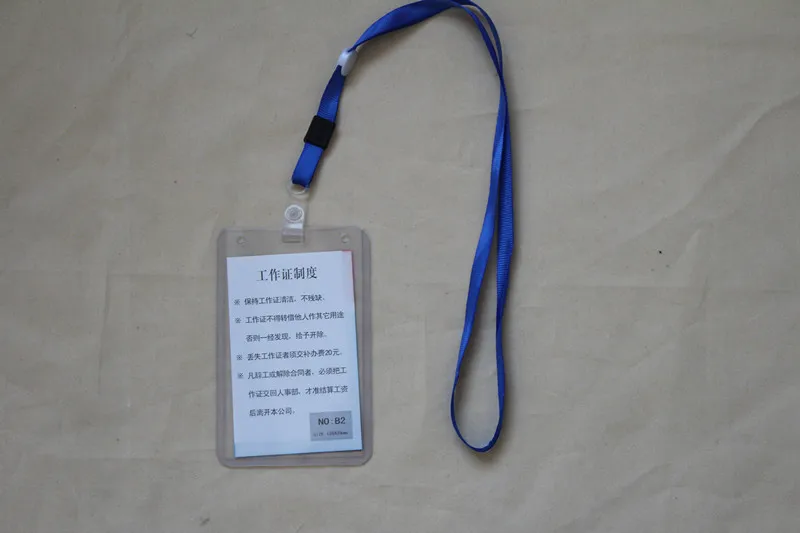 工作证制度
※ 保持工作证清洁、不残缺。
※ 工作证不得转借他人作其它用途
否则一经发现，给予开除。
※ 丢失工作证者须交补办费20元。
※ 凡辞工或解除合同者，必须把工
作证交回人事部，才准结算工资
后离开本公司。
NO:B2